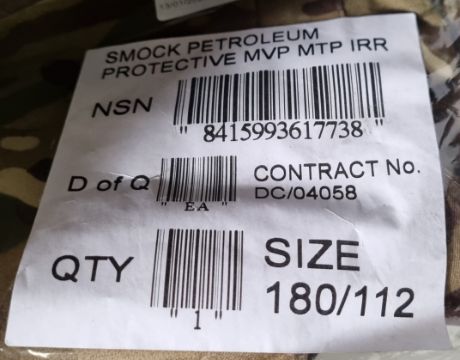 SMOCK PETROLEUM
PROTECTIVE MVP MTP IRR
NSN
" 8415993617738 "
D of Q
" EA "
CONTRACT No.
DC/04058
QTY
" 1 "
SIZE
180/112